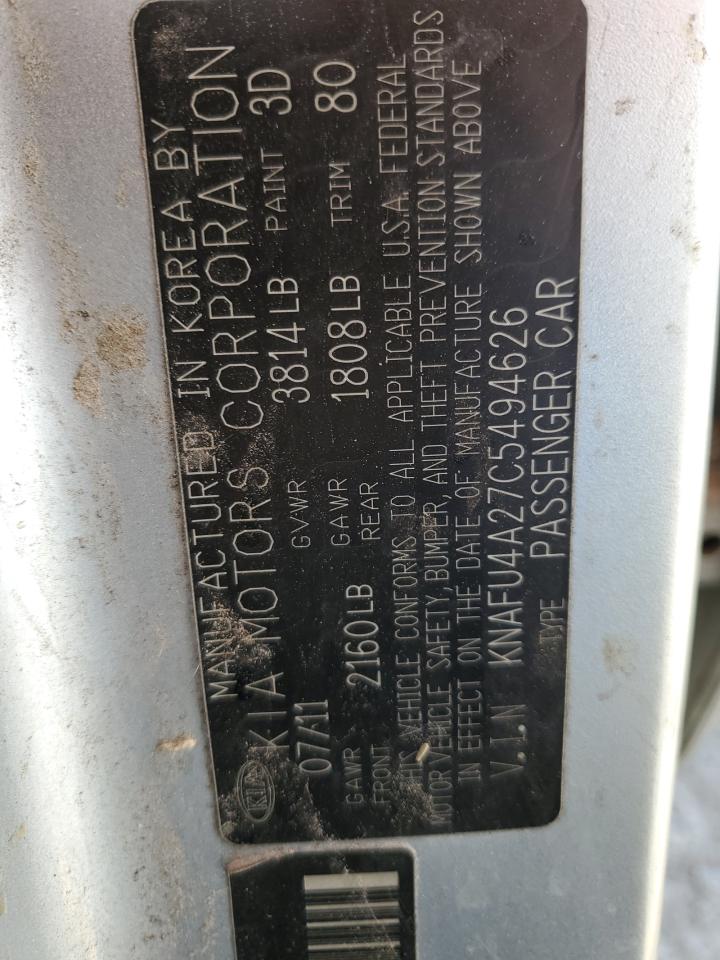 MANUFACTURED IN KOREA BY
KIA KIA MOTORS CORPORATION
07/11 GVWR 3814LB PAINT 3D
GAWR FRONT 2160LB GAWR REAR 1808LB TRIM 80
THIS VEHICLE CONFORMS TO ALL APPLICABLE U.S.A. FEDERAL
MOTOR VEHICLE SAFETY, BUMPER, AND THEFT PREVENTION STANDARDS
IN EFFECT ON THE DATE OF MANUFACTURE SHOWN ABOVE
V.I.N KNAFU4A27C5494626
TYPE PASSENGER CAR